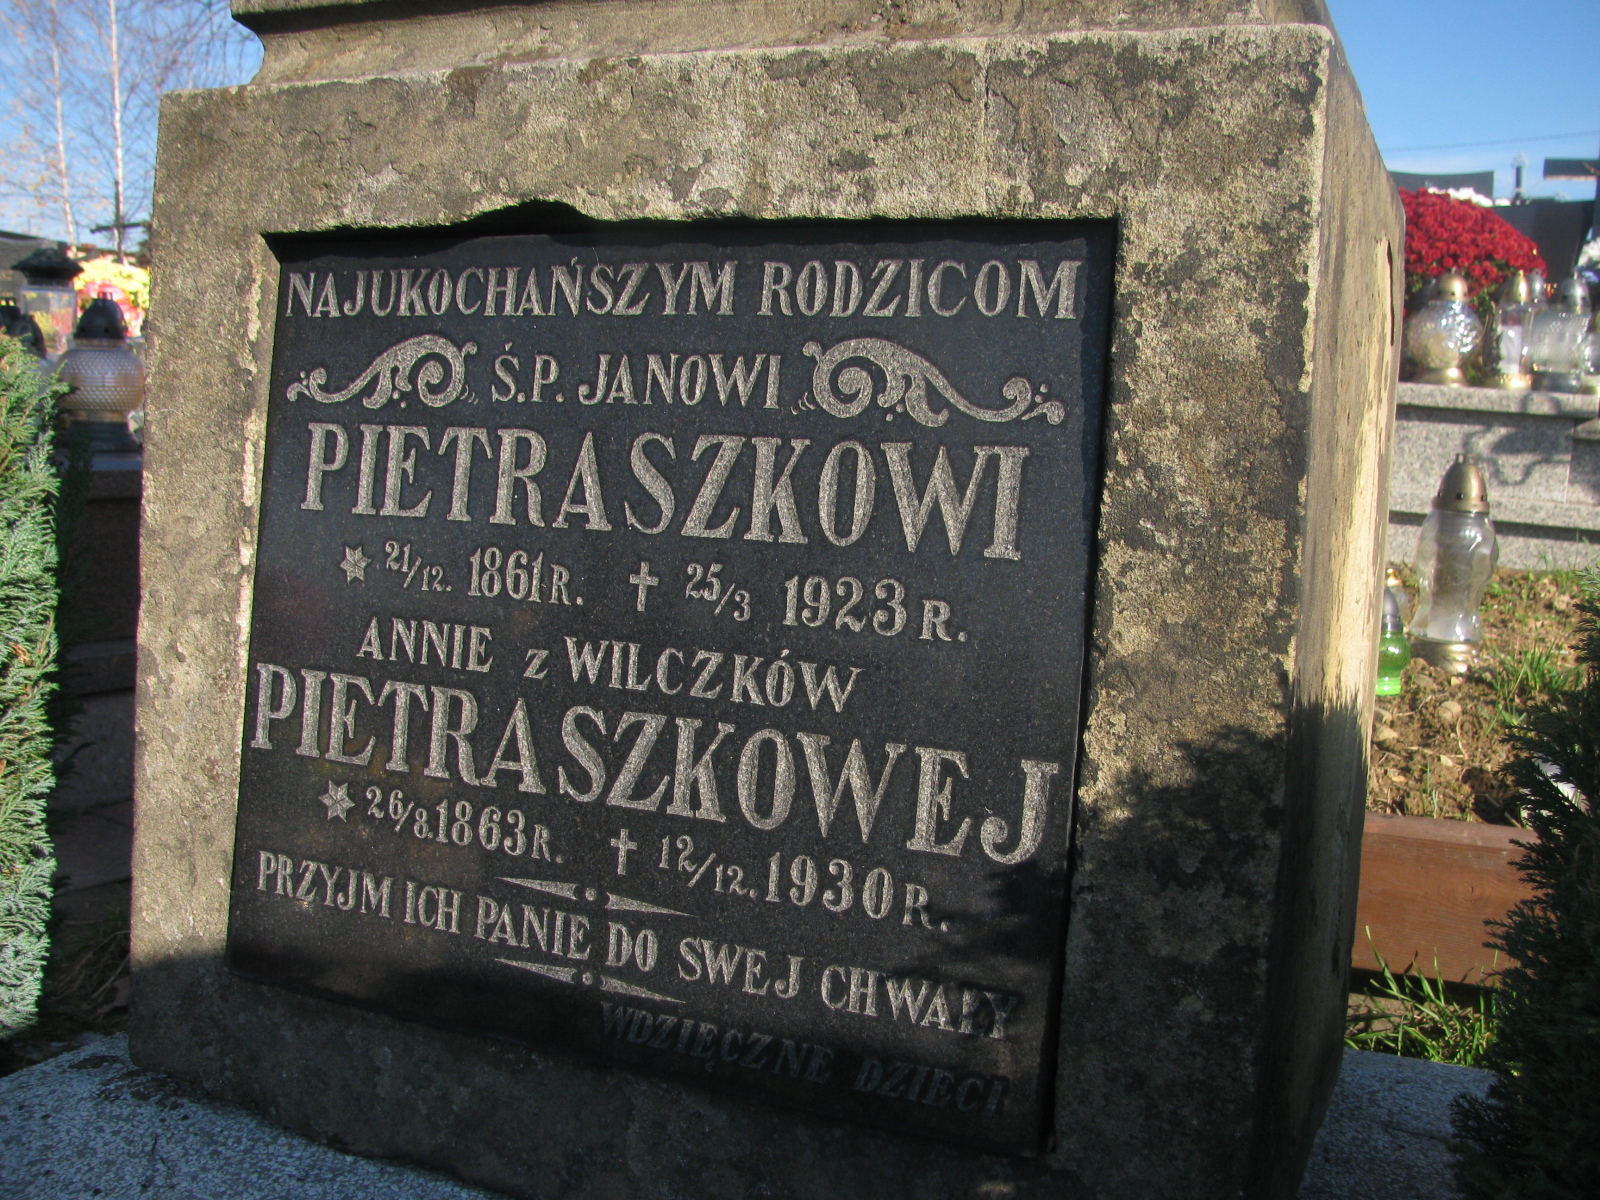 NAJUKOCHAŃSZYM RODZICOM
Ś.P. JANOWI
PIETRASZKOWI
21/12. 1861 R. 25/3 1923 R.
ANNIE z WILCZKÓW
PIETRASZKOWEJ
26/8. 1863 R. 12/12. 1930 R.
PRZYJM ICH PANIE DO SWEJ CHWAŁY
WDZIĘCZNE DZIECI